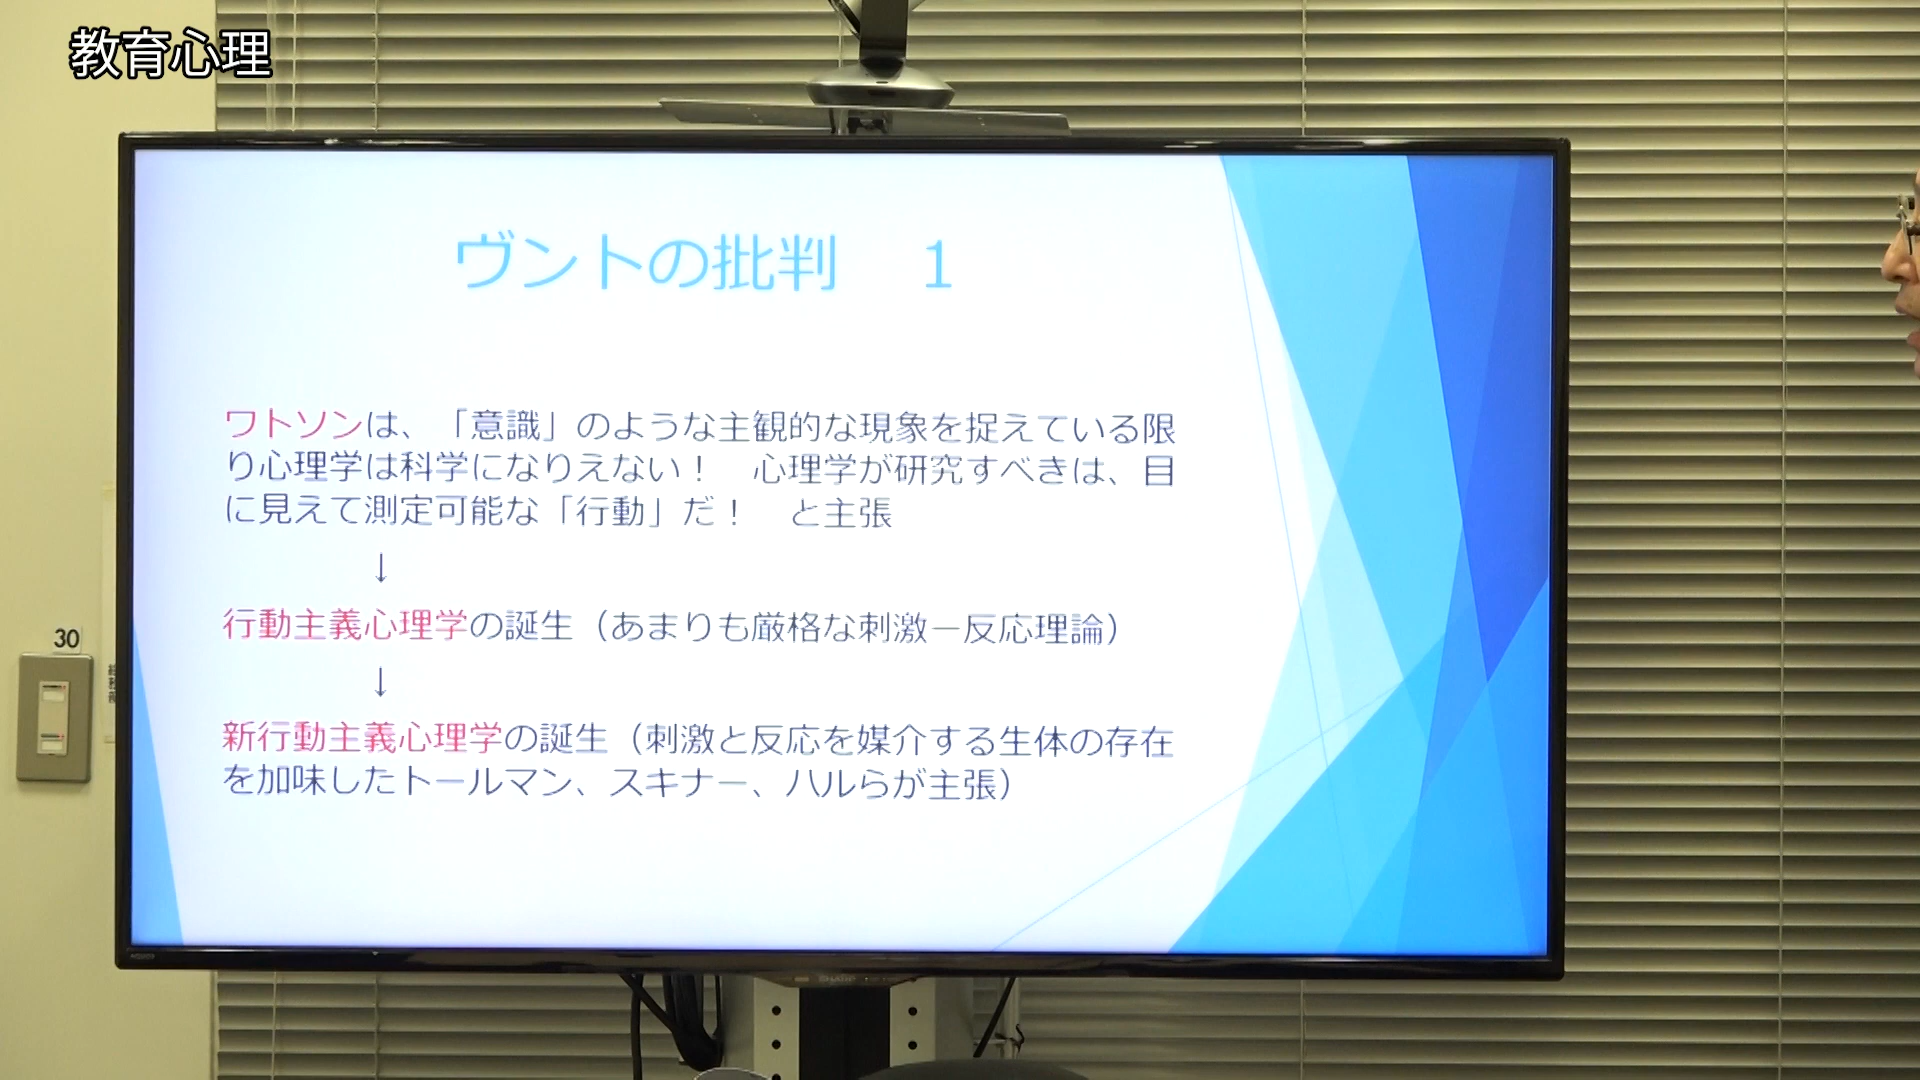 教育心理
ヴントの批判　１
ワトソンは、「意識」のような主観的な現象を捉えている限
り心理学は科学になりえない！　心理学が研究すべきは、目
に見えて測定可能な「行動」だ！　と主張
↓
行動主義心理学の誕生（あまりも厳格な刺激－反応理論）
↓
新行動主義心理学の誕生（刺激と反応を媒介する生体の存在
を加味したトールマン、スキナー、ハルらが主張）
30
SHARP